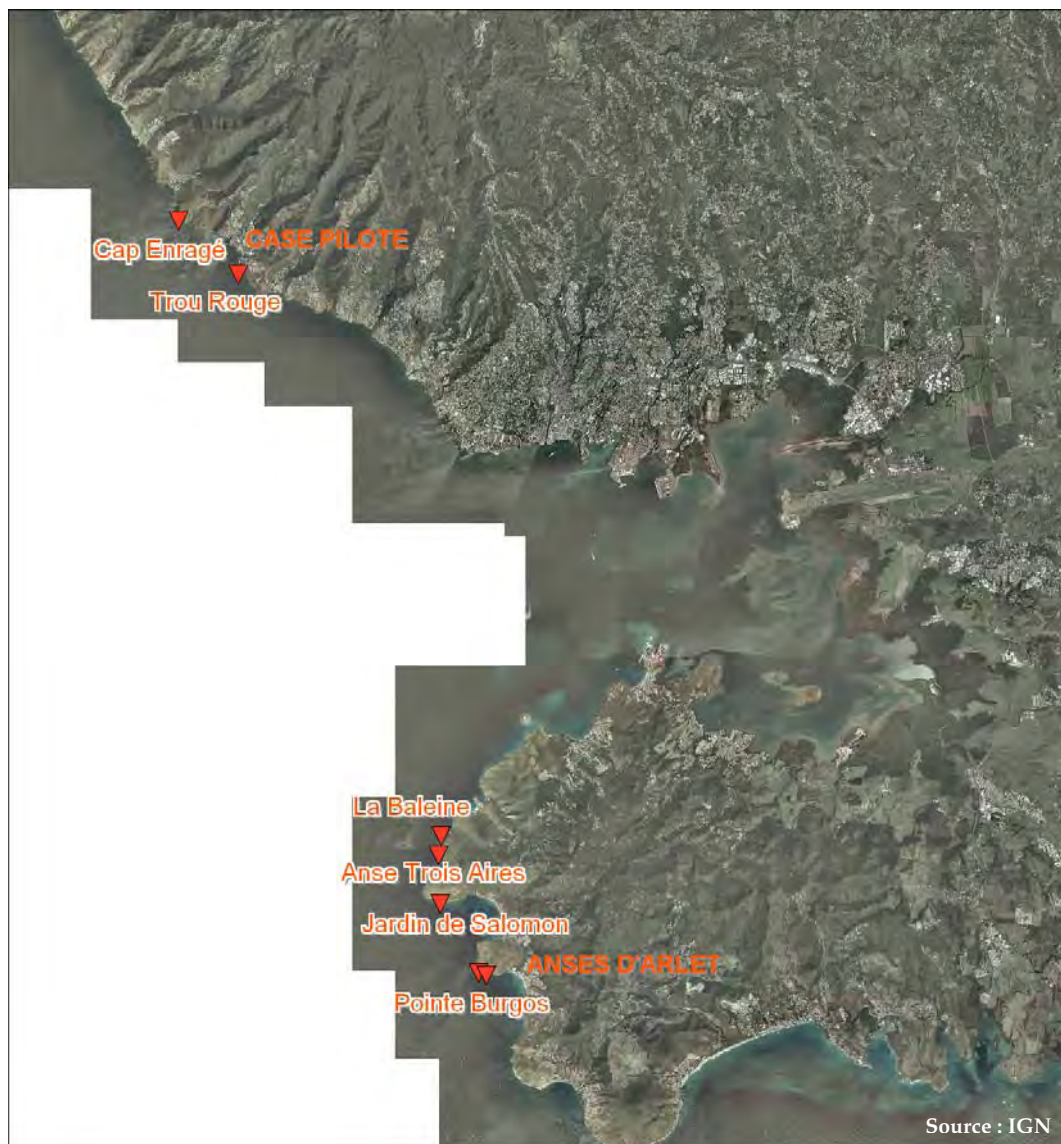 Cap Enragé
CASE PILOTE
Trou Rouge
La Baleine
Anse Trois Aires
Jardin de Salomon
ANSES D'ARLET
Pointe Burgos
Source : IGN